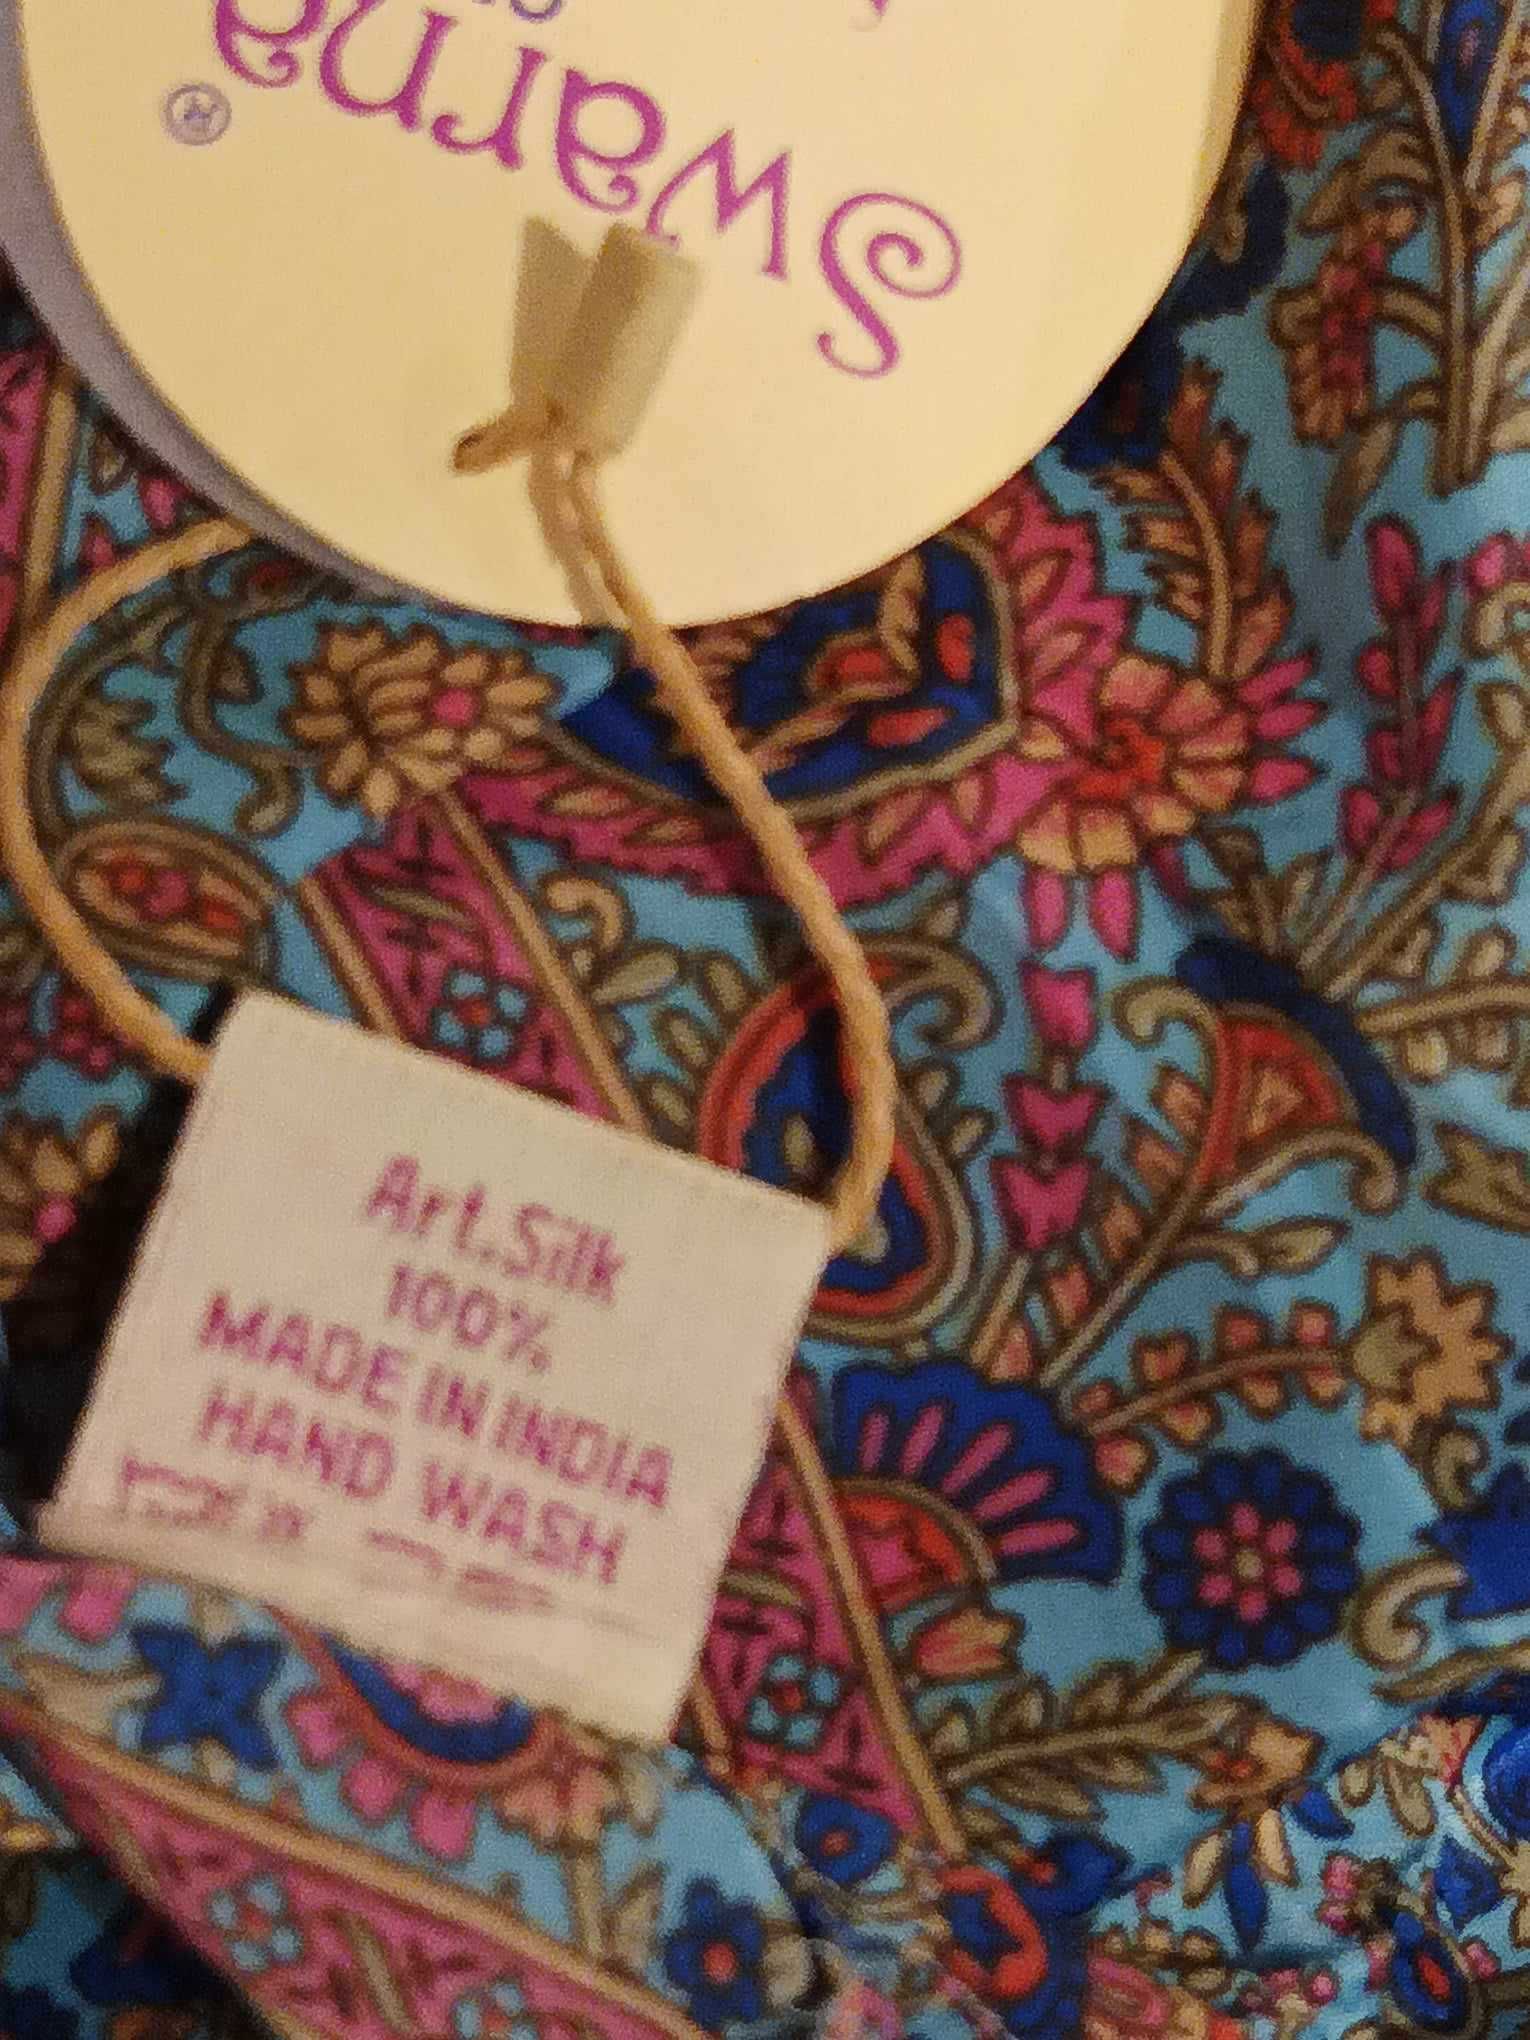 Swarna
®
Art.Silk
100%
MADE IN INDIA
HAND WASH